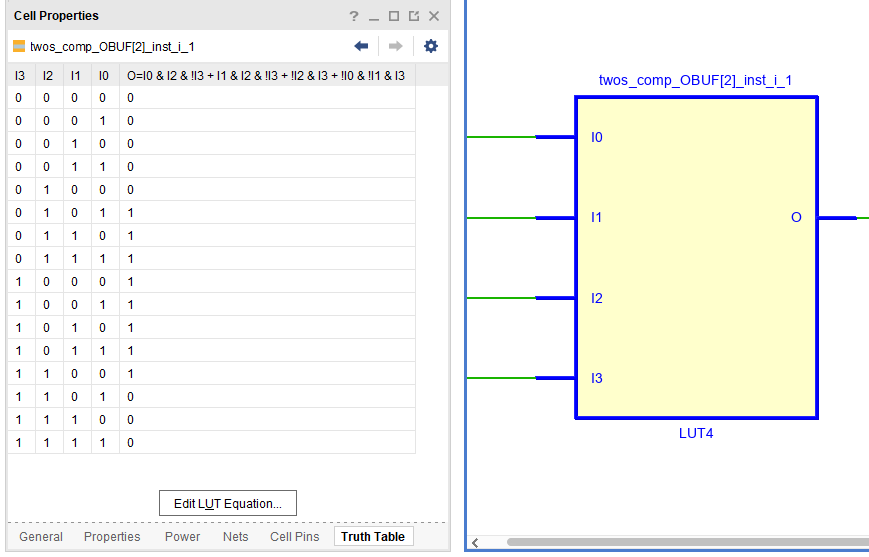 Cell Properties
twos_comp_OBUF[2]_inst_i_1
I3 I2 I1 I0 O=I0 & I2 & !I3 + I1 & I2 & !I3 + !I2 & I3 + !I0 & !I1 & I3
0 0 0 0 0
0 0 0 1 0
0 0 1 0 0
0 0 1 1 0
0 1 0 0 0
0 1 0 1 1
0 1 1 0 1
0 1 1 1 1
1 0 0 0 1
1 0 0 1 1
1 0 1 0 1
1 0 1 1 1
1 1 0 0 1
1 1 0 1 0
1 1 1 0 0
1 1 1 1 0
Edit LUT Equation...
General Properties Power Nets Cell Pins Truth Table
twos_comp_OBUF[2]_inst_i_1
I0
I1 O
I2
I3
LUT4